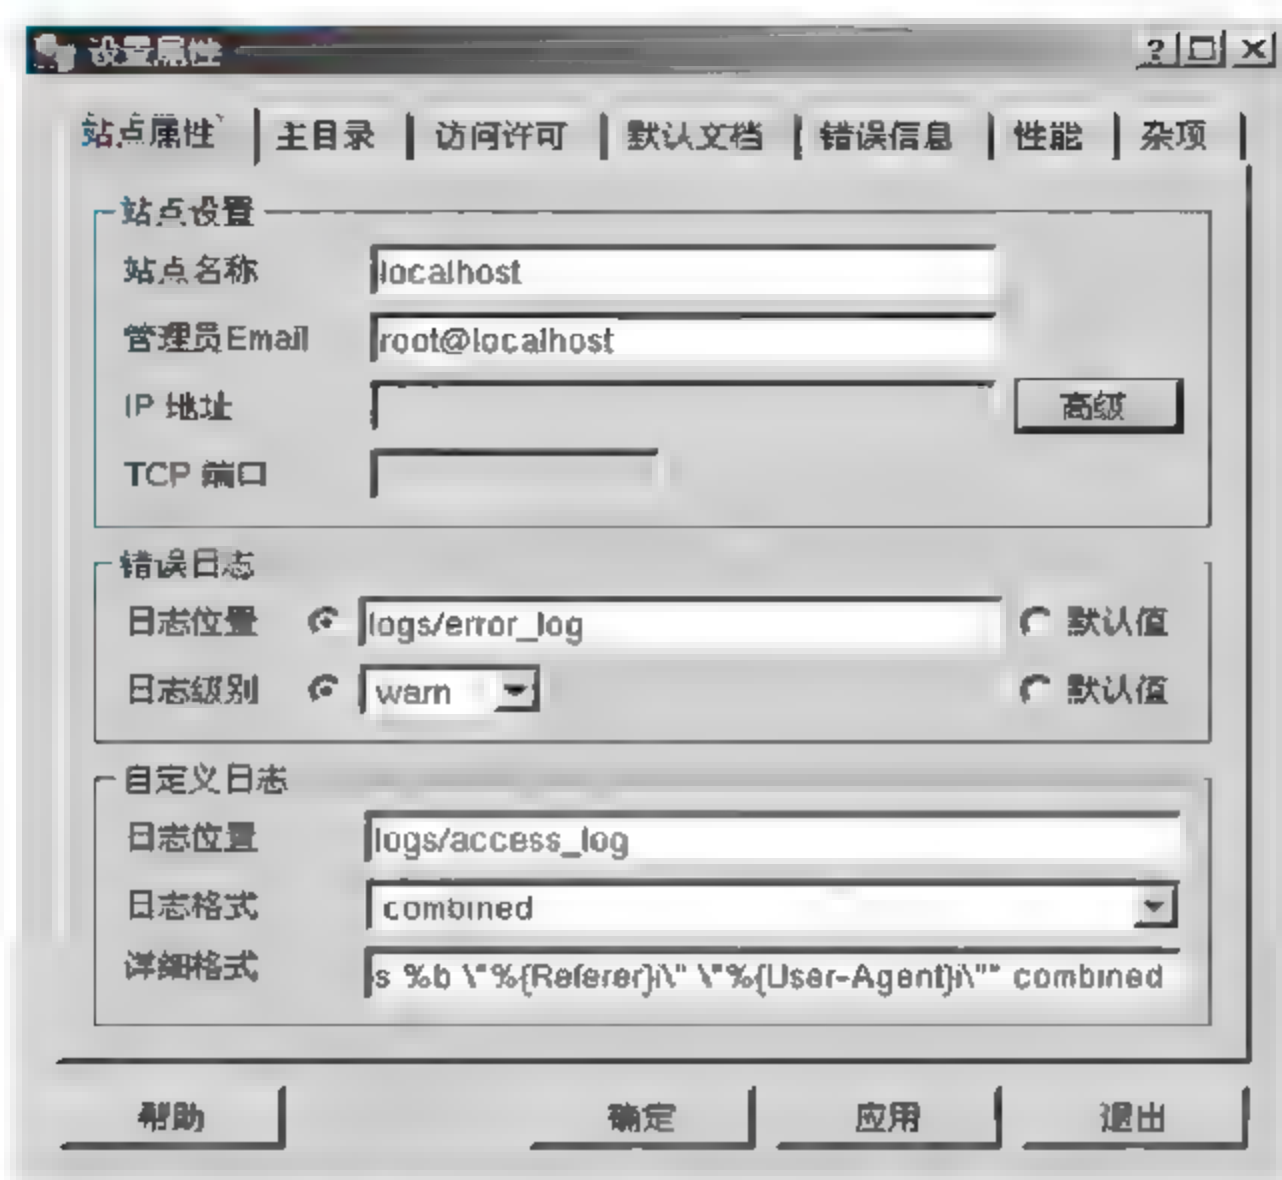 设置属性
站点属性 主目录 访问许可 默认文档 错误信息 性能 杂项
站点设置
站点名称 localhost
管理员Email root@localhost
IP 地址 高级
TCP 端口
错误日志
日志位置 logs/error_log 默认值
日志级别 warn 默认值
自定义日志
日志位置 logs/access_log
日志格式 combined
详细格式 s %b \"%{Referer}i\" \"%{User-Agent}i\"" combined
帮助 确定 应用 退出